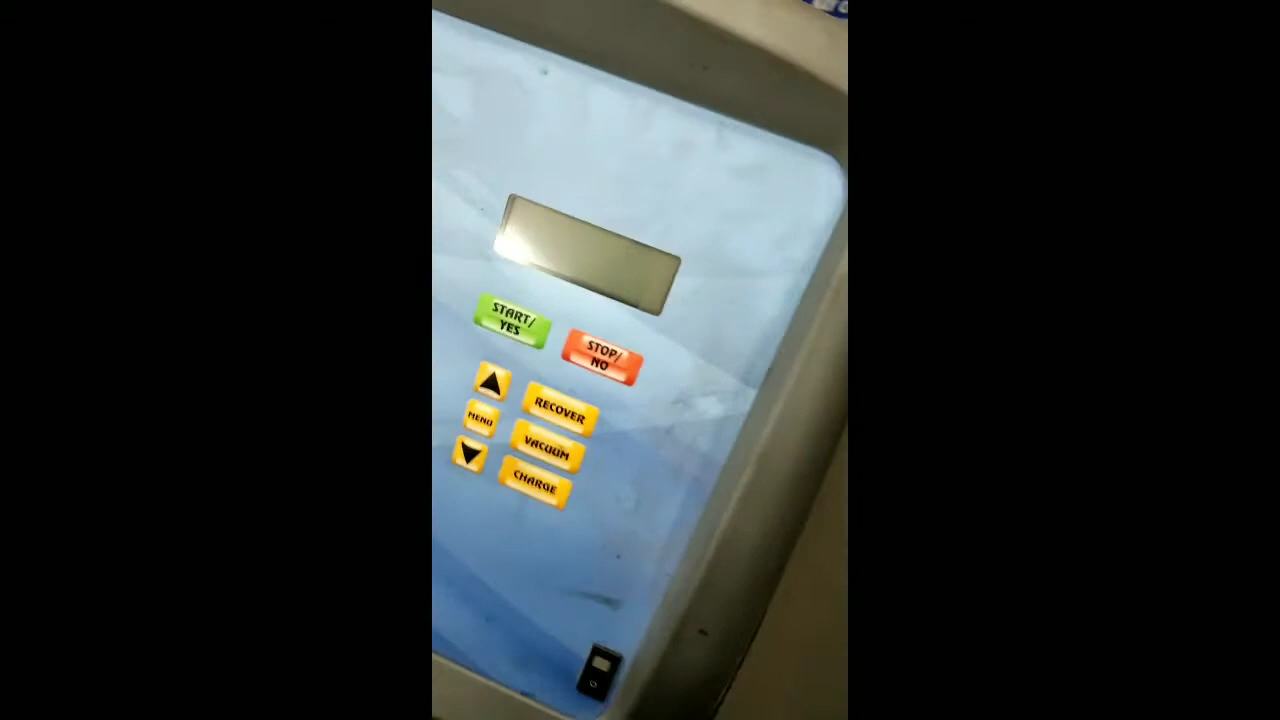 START/
YES
STOP/
NO
RECOVER
MENU
VACUUM
CHARGE